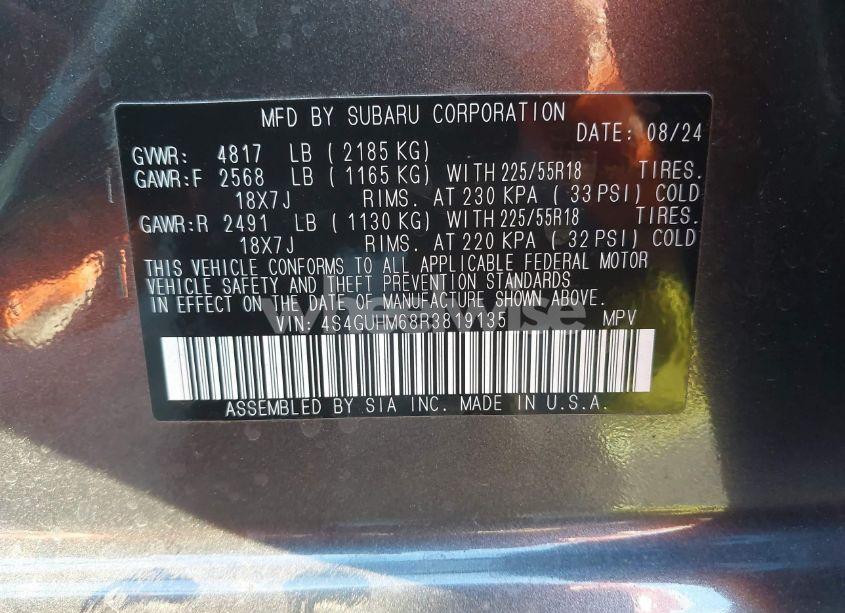 MFD BY SUBARU CORPORATION
DATE: 08/24
GVWR: 4817 LB ( 2185 KG)
GAWR:F 2568 LB ( 1165 KG) WITH 225/55R18 TIRES.
18X7J RIMS. AT 230 KPA ( 33 PSI) COLD
GAWR:R 2491 LB ( 1130 KG) WITH 225/55R18 TIRES.
18X7J RIMS. AT 220 KPA ( 32 PSI) COLD
THIS VEHICLE CONFORMS TO ALL APPLICABLE FEDERAL MOTOR
VEHICLE SAFETY AND THEFT PREVENTION STANDARDS
IN EFFECT ON THE DATE OF MANUFACTURE SHOWN ABOVE.
VIN: 4S4GUHM68R3819135 MPV
ASSEMBLED BY SIA INC. MADE IN U.S.A.